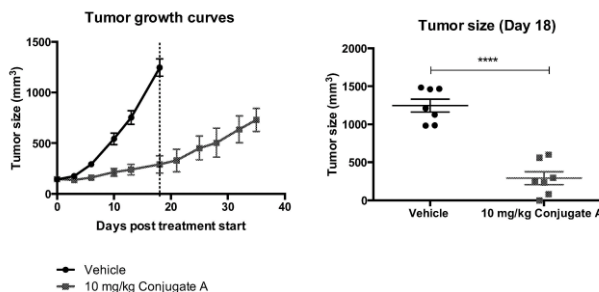 Tumor growth curves
Tumor size (mm³)
1500
1000
500
0
0
10
20
30
40
Days post treatment start
Vehicle
10 mg/kg Conjugate A
Tumor size (Day 18)
Tumor size (mm³)
2000
1500
1000
500
0
****
Vehicle
10 mg/kg Conjugate A